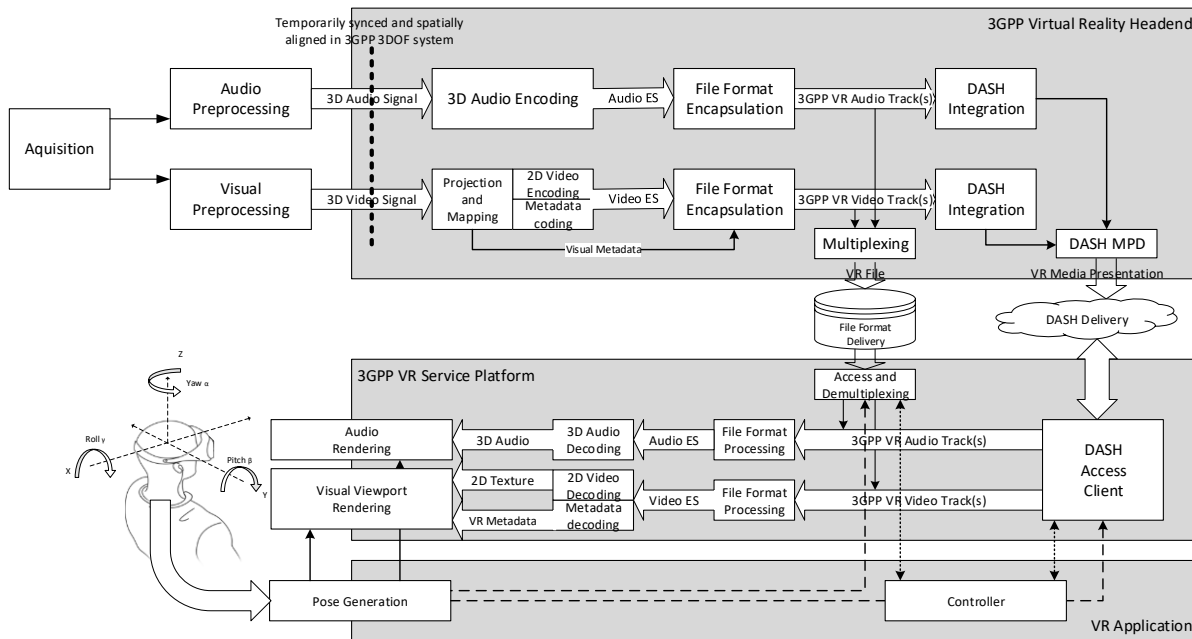 Temporarily synced and spatially
aligned in 3GPP 3DOF system
3GPP Virtual Reality Headend
Aquisition
Audio
Preprocessing
3D Audio Signal
3D Audio Encoding
Audio ES
File Format
Encapsulation
3GPP VR Audio Track(s)
DASH
Integration
Visual
Preprocessing
3D Video Signal
Projection
and
Mapping
2D Video
Encoding
Metadata
coding
Video ES
File Format
Encapsulation
3GPP VR Video Track(s)
DASH
Integration
Visual Metadata
Multiplexing
DASH MPD
VR File
VR Media Presentation
File Format
Delivery
DASH Delivery
3GPP VR Service Platform
Access and
Demultiplexing
Z
Yaw α
Roll γ
X
Pitch β
Y
Audio
Rendering
3D Audio
3D Audio
Decoding
Audio ES
File Format
Processing
3GPP VR Audio Track(s)
DASH
Access
Client
Visual Viewport
Rendering
2D Texture
VR Metadata
2D Video
Decoding
Metadata
decoding
Video ES
File Format
Processing
3GPP VR Video Track(s)
Pose Generation
Controller
VR Application